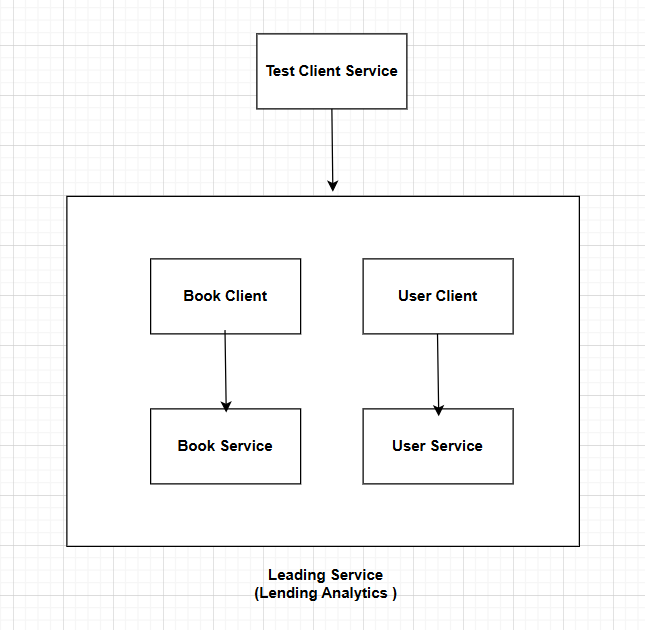 Test Client Service
Book Client
User Client
Book Service
User Service
Leading Service
(Lending Analytics )